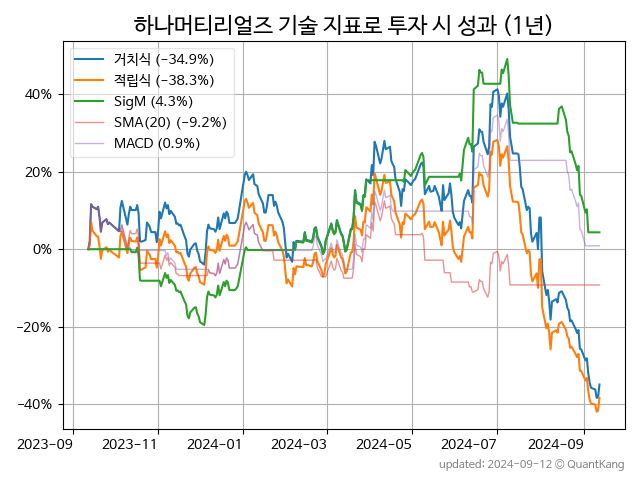 하나머티리얼즈 기술 지표로 투자 시 성과 (1년)
거치식 (−34.9%)
적립식 (−38.3%)
SigM (4.3%)
SMA(20) (−9.2%)
MACD (0.9%)
40%
20%
0%
−20%
−40%
2023-09 2023-11 2024-01 2024-03 2024-05 2024-07 2024-09
updated: 2024-09-12 © QuantKang